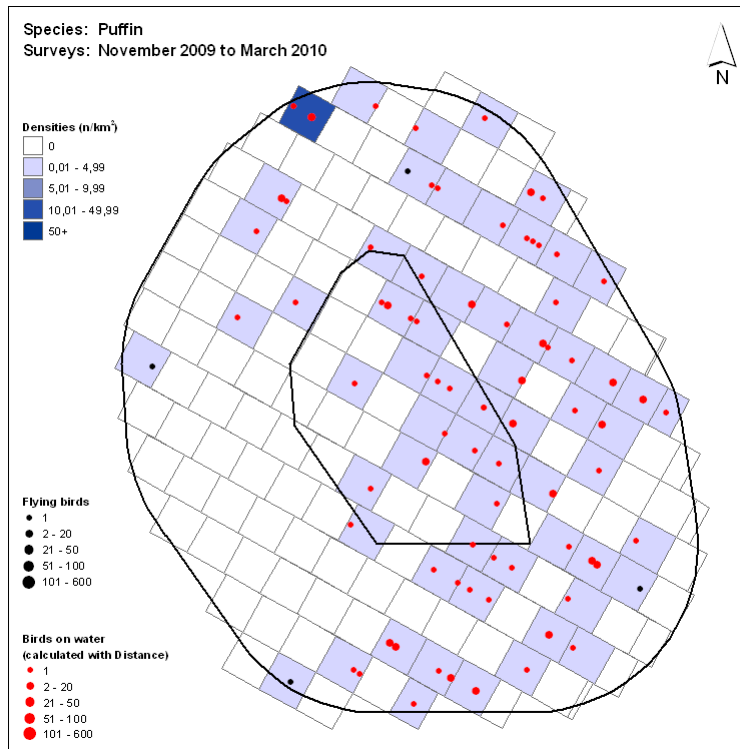 Species: Puffin
Surveys: November 2009 to March 2010
N
Densities (n/km²)
0
0,01 - 4,99
5,01 - 9,99
10,01 - 49,99
50+
Flying birds
1
2 - 20
21 - 50
51 - 100
101 - 600
Birds on water
(calculated with Distance)
1
2 - 20
21 - 50
51 - 100
101 - 600